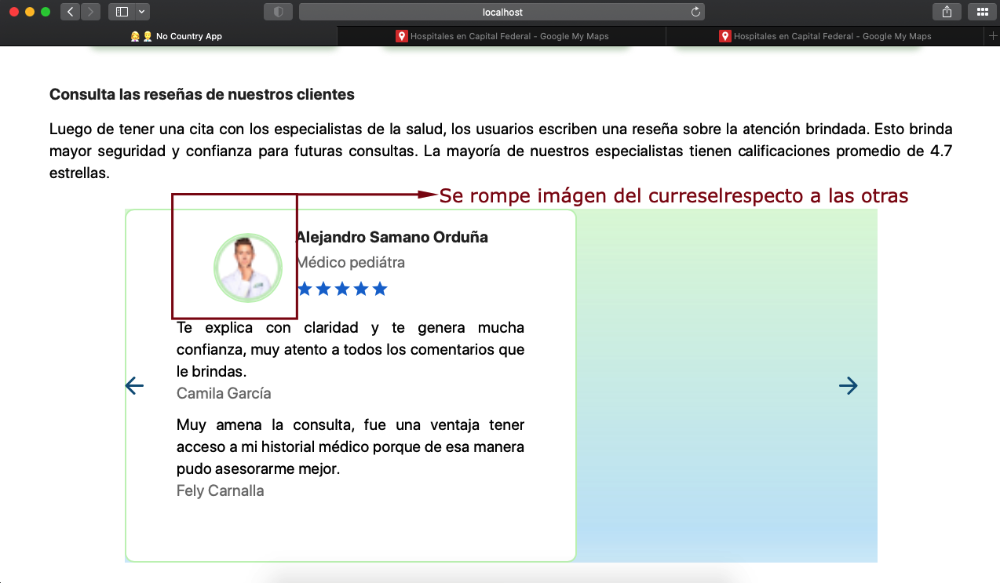 localhost
No Country App
Hospitales en Capital Federal - Google My Maps
Hospitales en Capital Federal - Google My Maps
Consulta las reseñas de nuestros clientes
Luego de tener una cita con los especialistas de la salud, los usuarios escriben una reseña sobre la atención brindada. Esto brinda
mayor seguridad y confianza para futuras consultas. La mayoría de nuestros especialistas tienen calificaciones promedio de 4.7
estrellas.
Se rompe imágen del curreselrespecto a las otras
Alejandro Samano Orduña
Médico pediátra
Te explica con claridad y te genera mucha
confianza, muy atento a todos los comentarios que
le brindas.
Camila García
Muy amena la consulta, fue una ventaja tener
acceso a mi historial médico porque de esa manera
pudo asesorarme mejor.
Fely Carnalla